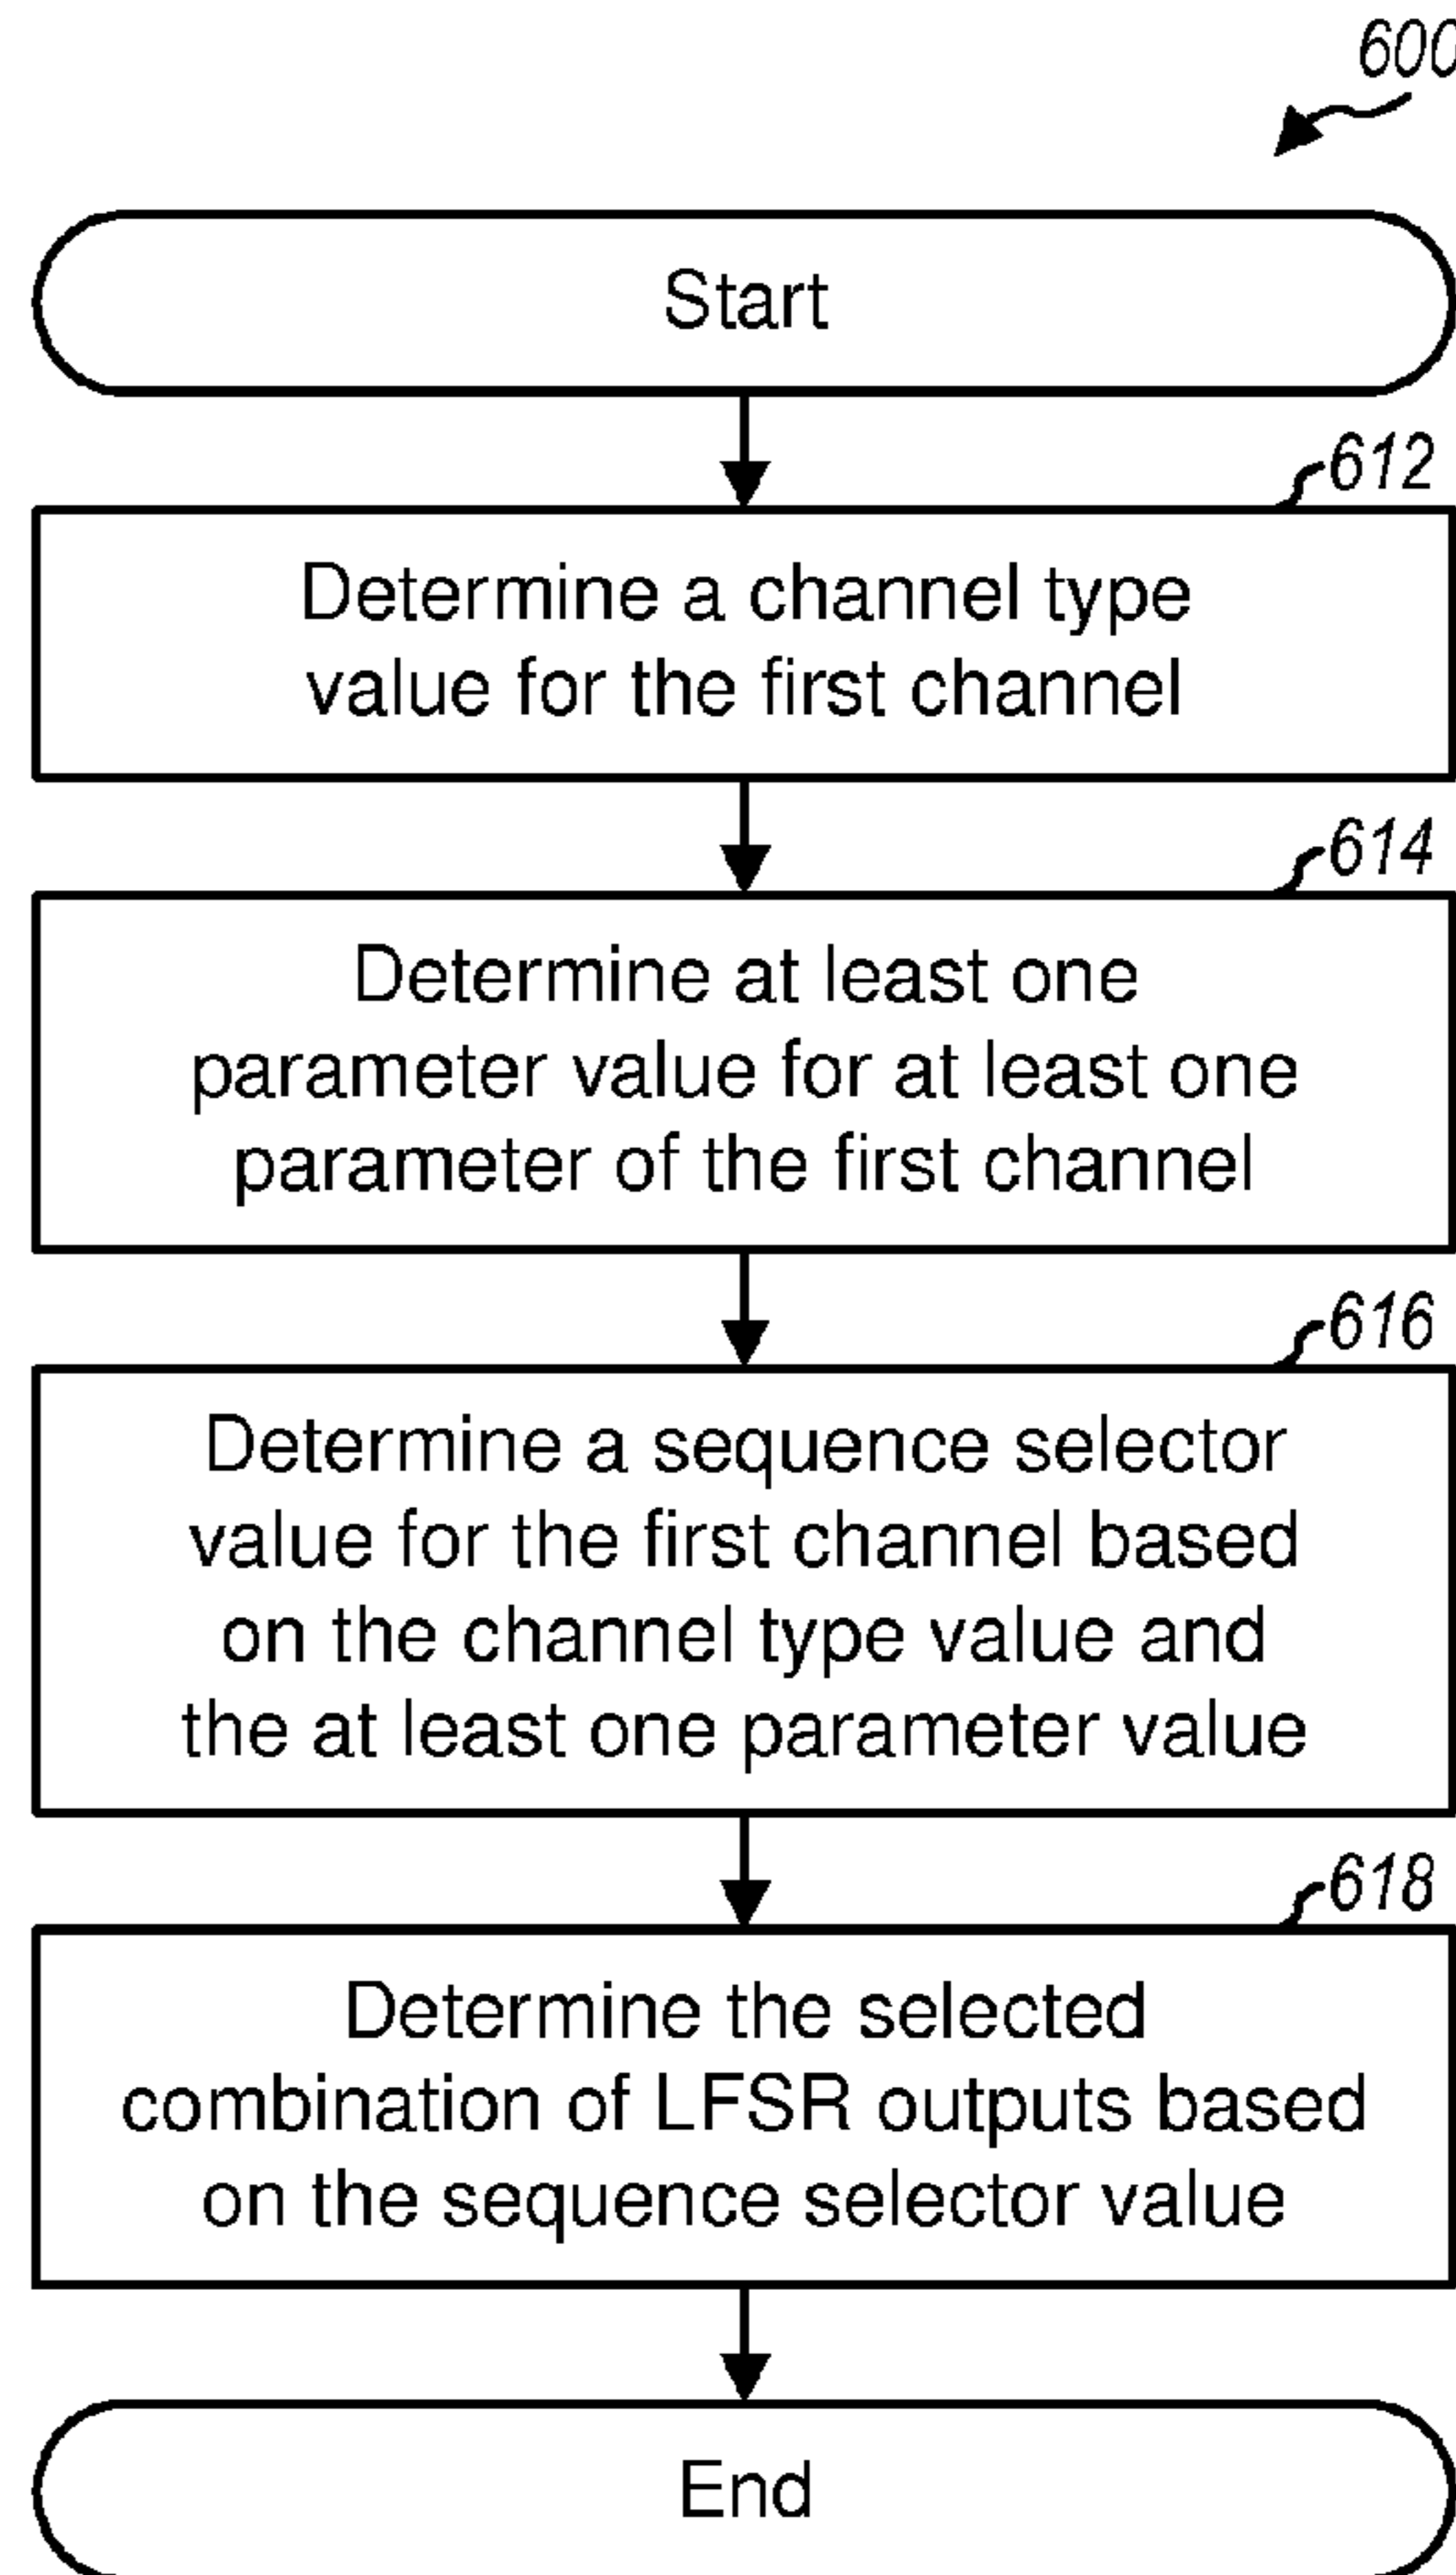 600
Start
612
Determine a channel type
value for the first channel
614
Determine at least one
parameter value for at least one
parameter of the first channel
616
Determine a sequence selector
value for the first channel based
on the channel type value and
the at least one parameter value
618
Determine the selected
combination of LFSR outputs based
on the sequence selector value
End